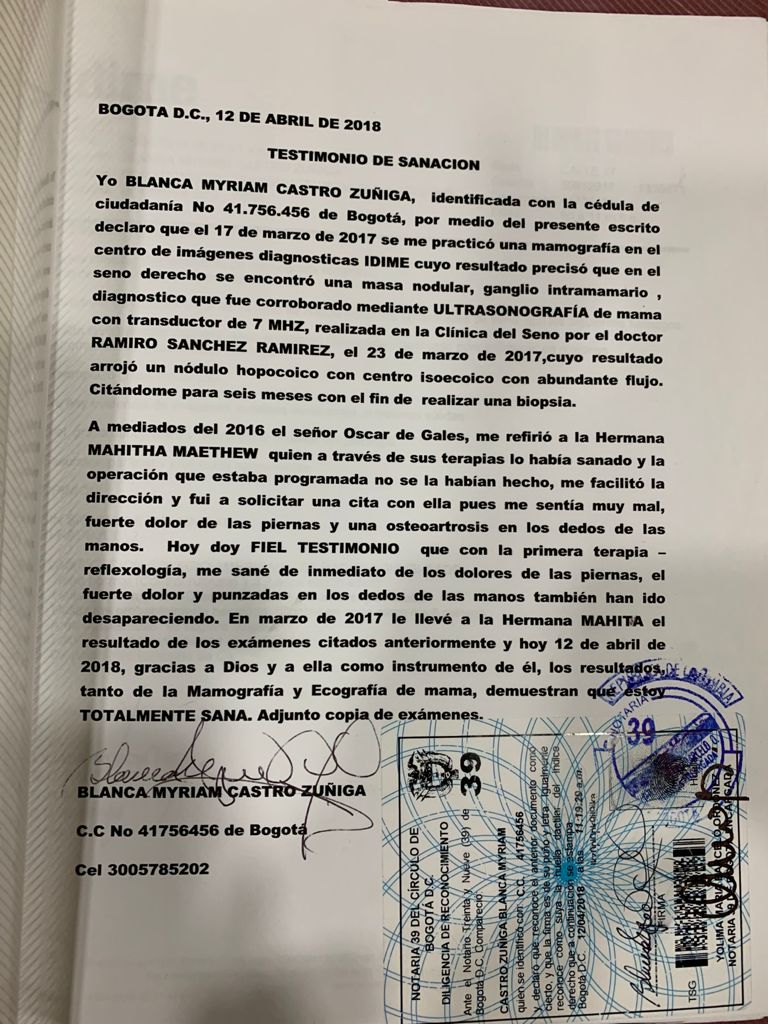 BOGOTA D.C., 12 DE ABRIL DE 2018
TESTIMONIO DE SANACION
Yo BLANCA MYRIAM CASTRO ZUÑIGA, identificada con la cédula de
ciudadanía No 41.756.456 de Bogotá, por medio del presente escrito
declaro que el 17 de marzo de 2017 se me practicó una mamografía en el
centro de imágenes diagnosticas IDIME cuyo resultado precisó que en el
seno derecho se encontró una masa nodular, ganglio intramamario ,
diagnostico que fue corroborado mediante ULTRASONOGRAFÍA de mama
con transductor de 7 MHZ, realizada en la Clínica del Seno por el doctor
RAMIRO SANCHEZ RAMIREZ, el 23 de marzo de 2017,cuyo resultado
arrojó un nódulo hopocoico con centro isoecoico con abundante flujo.
Citándome para seis meses con el fin de realizar una biopsia.
A mediados del 2016 el señor Oscar de Gales, me refirió a la Hermana
MAHITHA MAETHEW quien a través de sus terapias lo había sanado y la
operación que estaba programada no se la habían hecho, me facilitó la
dirección y fui a solicitar una cita con ella pues me sentía muy mal,
fuerte dolor de las piernas y una osteoartrosis en los dedos de las
manos. Hoy doy FIEL TESTIMONIO que con la primera terapia –
reflexología, me sané de inmediato de los dolores de las piernas, el
fuerte dolor y punzadas en los dedos de las manos también han ido
desapareciendo. En marzo de 2017 le llevé a la Hermana MAHITA el
resultado de los exámenes citados anteriormente y hoy 12 de abril de
2018, gracias a Dios y a ella como instrumento de él, los resultados,
tanto de la Mamografía y Ecografía de mama, demuestran que estoy
TOTALMENTE SANA. Adjunto copia de exámenes.
BLANCA MYRIAM CASTRO ZUÑIGA
C.C No 41756456 de Bogotá
Cel 3005785202
NOTARIA 39 DEL CÍRCULO DE
BOGOTÁ D.C.
DILIGENCIA DE RECONOCIMIENTO
39
Ante el Notario Treinta y Nueve (39) de
Bogotá D.C. Compareció
CASTRO ZUÑIGA BLANCA MYRIAM
quien se identificó con C.C. 41756456
y declaró que reconoce el anterior documento como
cierto, y que la firma es de su puño y letra. Igualmente
reconoce como suya la huella dactilar del índice
derecho que a continuación se estampa
Bogotá D.C. 12/04/2018 a las 11:19:20 a.m.
FIRMA
TSG
NOTARIA
39